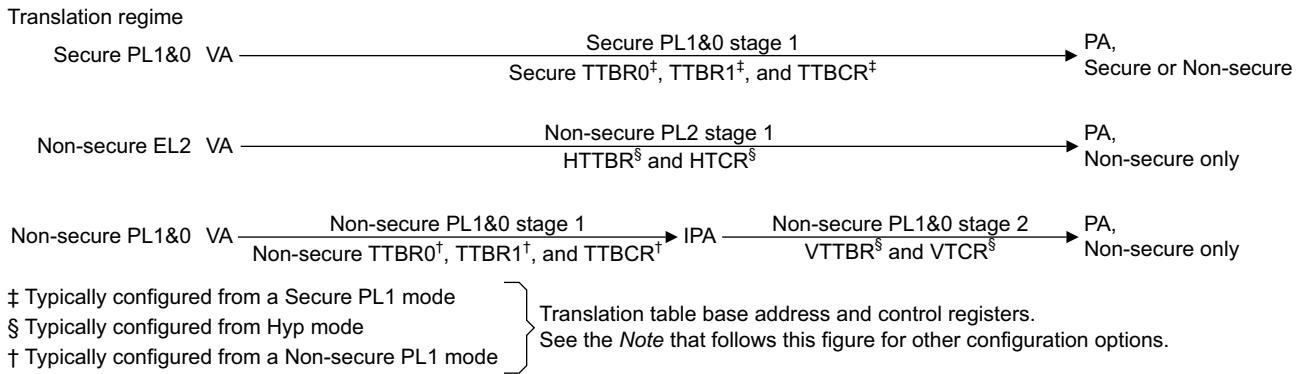 Translation regime
Secure PL1&0 VA Secure PL1&0 stage 1 PA,
Secure TTBR0‡, TTBR1‡, and TTBCR‡ Secure or Non-secure
Non-secure EL2 VA Non-secure PL2 stage 1 PA,
HTTBR§ and HTCR§ Non-secure only
Non-secure PL1&0 VA Non-secure PL1&0 stage 1 IPA Non-secure PL1&0 stage 2 PA,
Non-secure TTBR0†, TTBR1†, and TTBCR† VTTBR§ and VTCR§ Non-secure only
‡ Typically configured from a Secure PL1 mode
§ Typically configured from Hyp mode
† Typically configured from a Non-secure PL1 mode
Translation table base address and control registers.
See the Note that follows this figure for other configuration options.